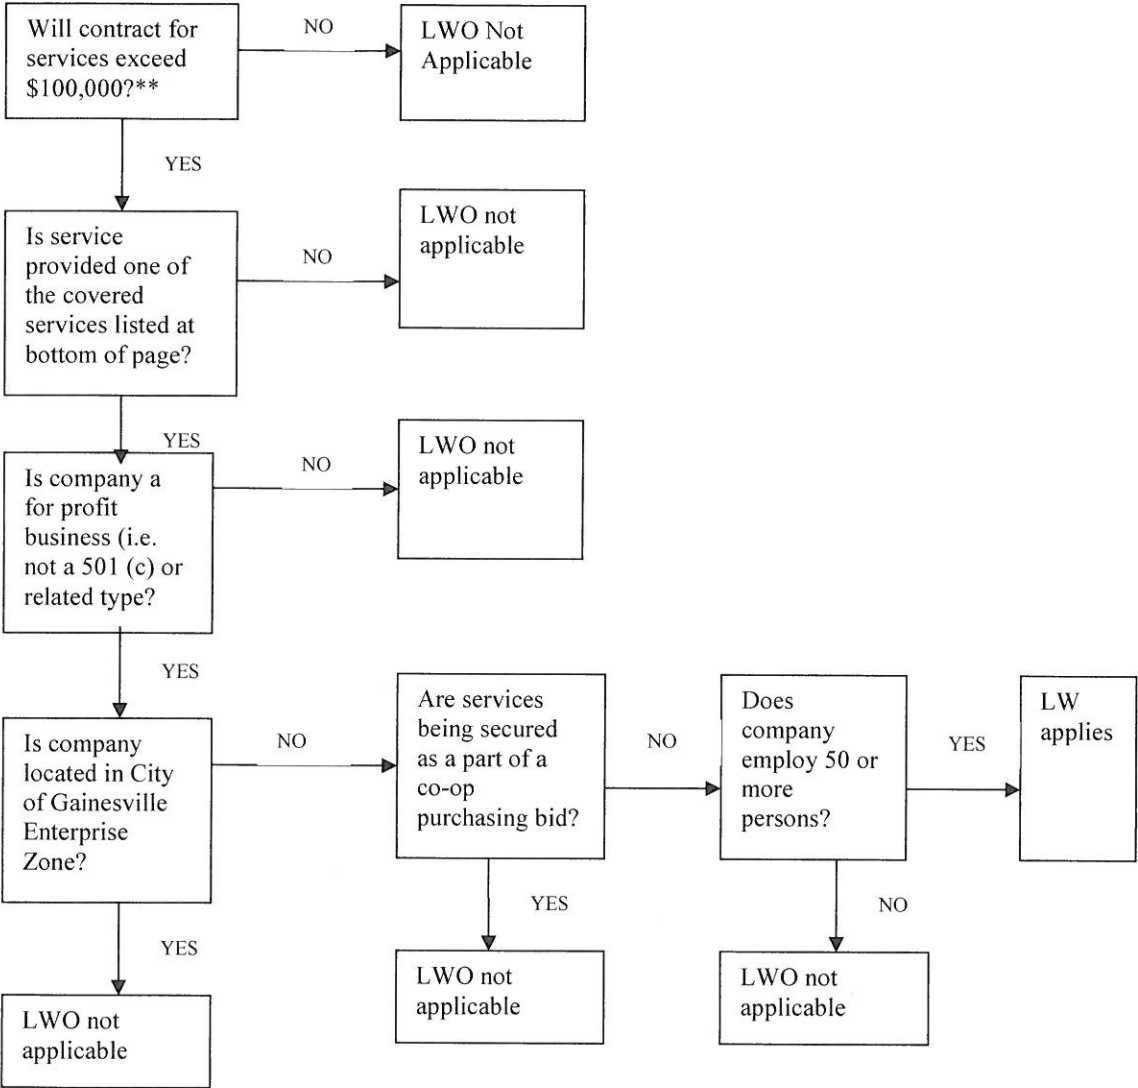 Will contract for
services exceed
$100,000?**
NO
LWO Not
Applicable
YES
Is service
provided one of
the covered
services listed at
bottom of page?
NO
LWO not
applicable
YES
Is company a
for profit
business (i.e.
not a 501 (c) or
related type?
NO
LWO not
applicable
YES
Is company
located in City
of Gainesville
Enterprise
Zone?
NO
Are services
being secured
as a part of a
co-op
purchasing bid?
NO
Does
company
employ 50 or
more
persons?
YES
LW
applies
YES
LWO not
applicable
YES
LWO not
applicable
NO
LWO not
applicable